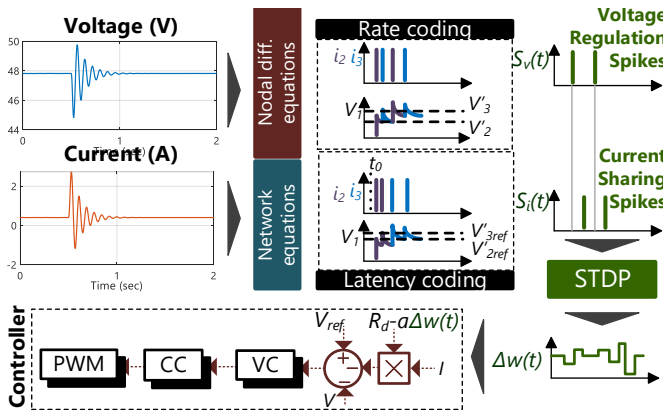 Voltage (V)
50
48
46
44
0
1
2
Time (sec)
Current (A)
2
0
-2
0
1
2
Time (sec)
Nodal diff.
equations
Network
equations
Rate coding
i2 i3
V1
V'3
V'2
t0
i2 i3
V1
V'3ref
V'2ref
Latency coding
Voltage
Regulation
Spikes
Sv(t)
Current
Sharing
Spikes
Si(t)
STDP
Δw(t)
Controller
PWM
CC
VC
Vref
Rd-aΔw(t)
+
−
−
×
I
V